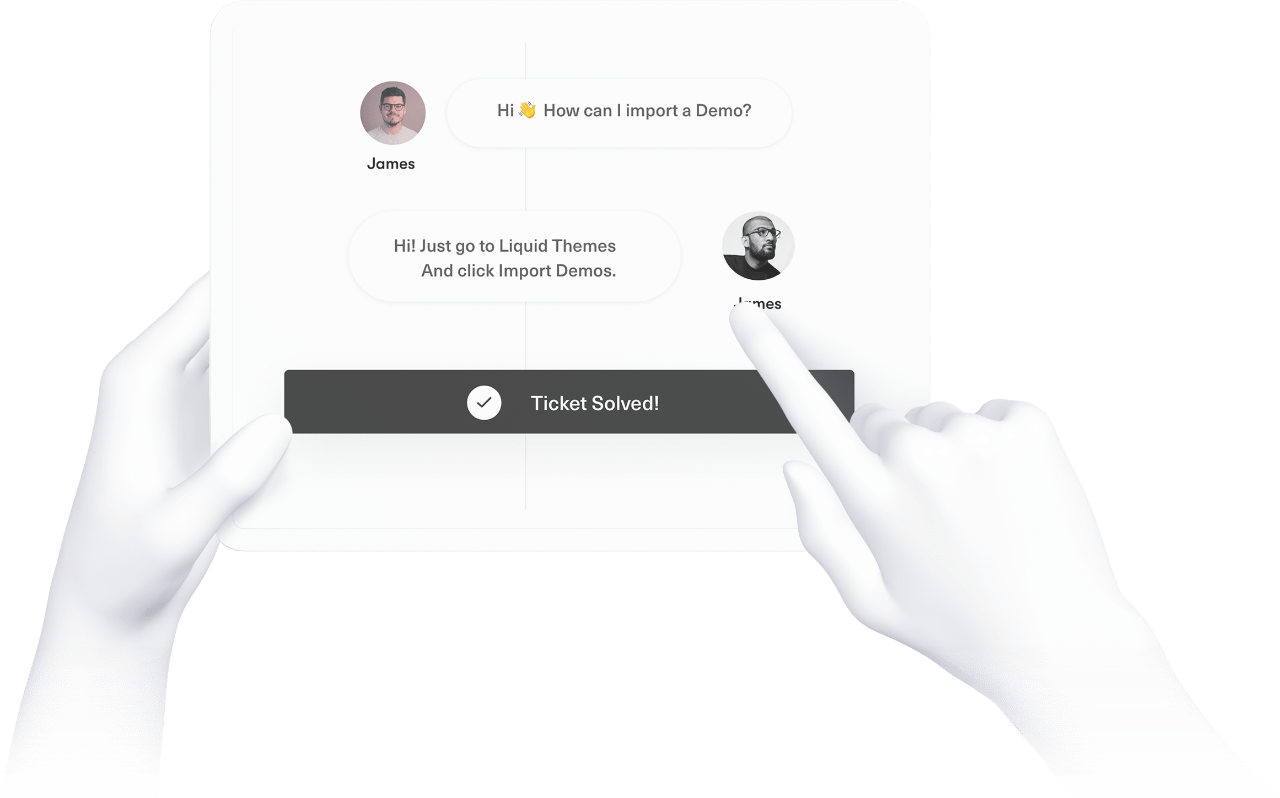 Hi 👋 How can I import a Demo?
James
Hi! Just go to Liquid Themes
And click Import Demos.
James
Ticket Solved!